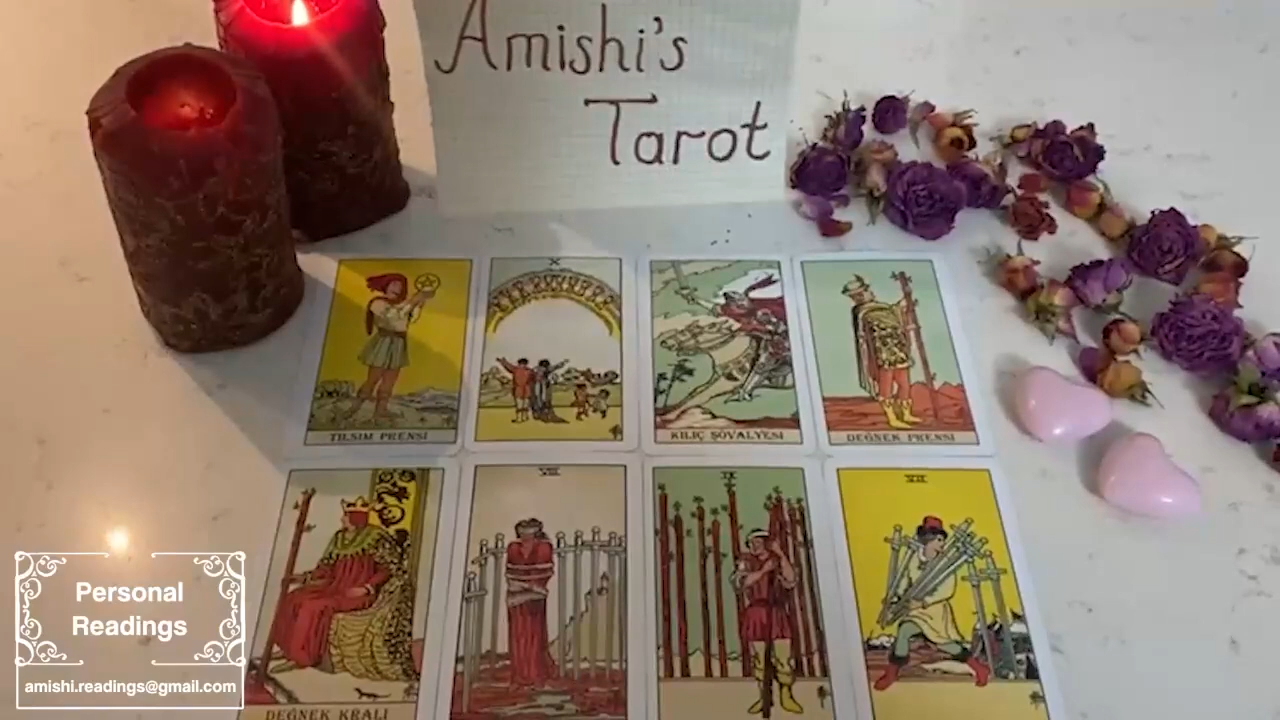 Amishi's
Tarot
X
TILSIM PRENSİ
KILIÇ ŞÖVALYESİ
DEĞNEK PRENSİ
VIII
IX
VII
DEĞNEK KRALI
Personal
Readings
amishi.readings@gmail.com